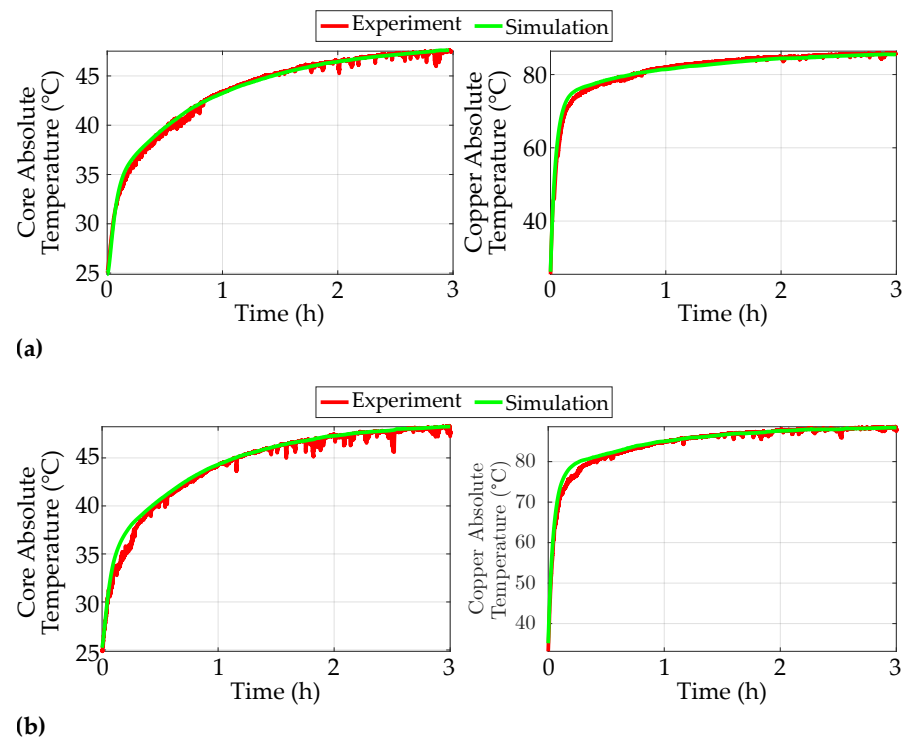 Experiment Simulation
Core Absolute
Temperature (°C)
45
40
35
30
25
0 1 2 3
Time (h)
Copper Absolute
Temperature (°C)
80
60
40
0 1 2 3
Time (h)
(a)
Experiment Simulation
Core Absolute
Temperature (°C)
45
40
35
30
25
0 1 2 3
Time (h)
Copper Absolute
Temperature (°C)
80
70
60
50
40
0 1 2 3
Time (h)
(b)